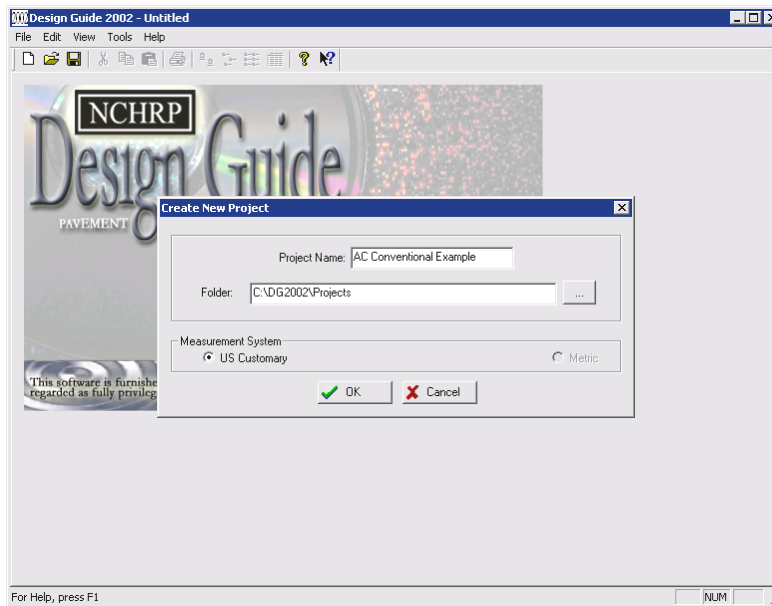 Design Guide 2002 - Untitled
File Edit View Tools Help
NCHRP
Design Guide
PAVEMENT
Create New Project
Project Name: AC Conventional Example
Folder: C:\DG2002\Projects ...
Measurement System
US Customary Metric
OK Cancel
This software is furnishe
regarded as fully privileg
For Help, press F1 NUM